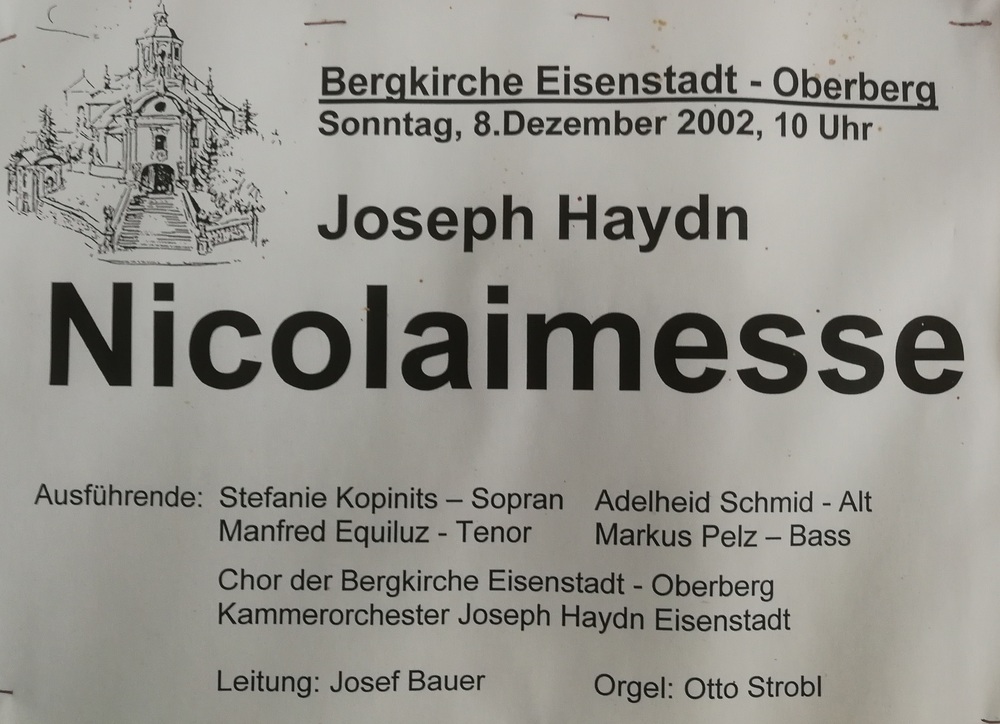 Bergkirche Eisenstadt - Oberberg
Sonntag, 8.Dezember 2002, 10 Uhr
Joseph Haydn
Nicolaimesse
Ausführende: Stefanie Kopinits – Sopran Adelheid Schmid - Alt
Manfred Equiluz - Tenor Markus Pelz – Bass
Chor der Bergkirche Eisenstadt - Oberberg
Kammerorchester Joseph Haydn Eisenstadt
Leitung: Josef Bauer Orgel: Otto Strobl